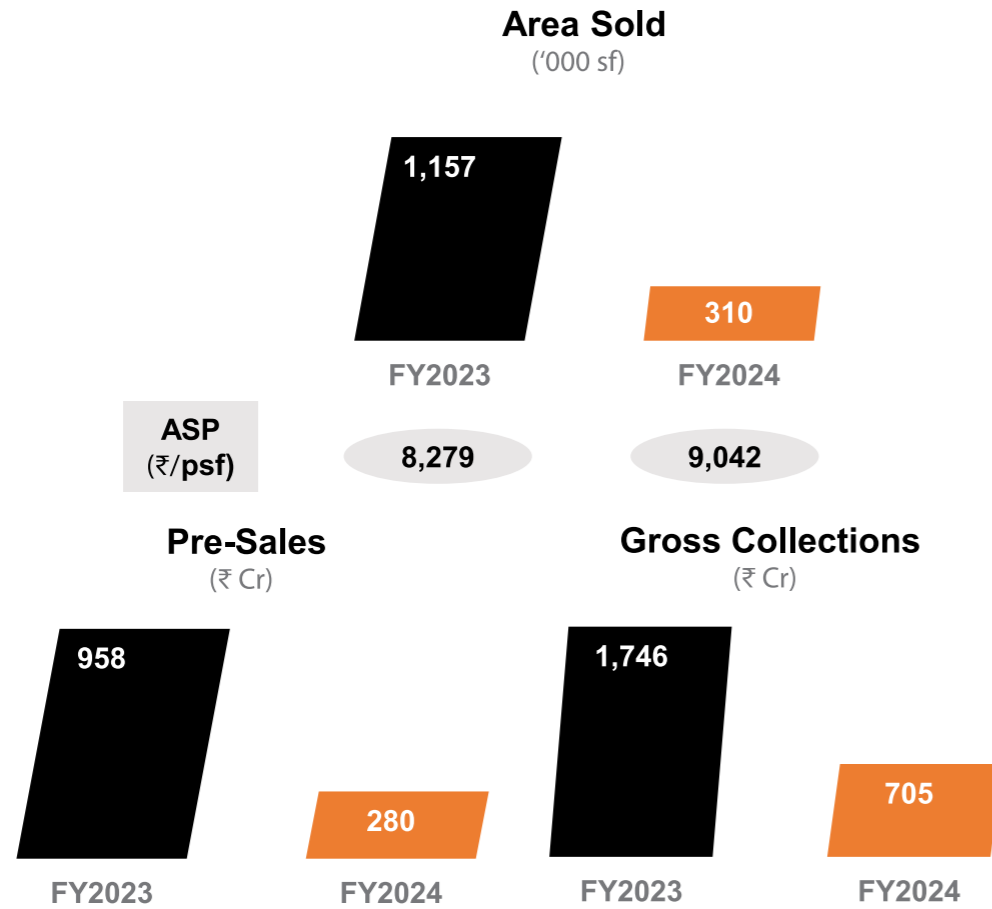 Area Sold
(‘000 sf)
1,157
310
FY2023
FY2024
ASP
(₹/psf)
8,279
9,042
Pre-Sales
(₹ Cr)
958
280
FY2023
FY2024
Gross Collections
(₹ Cr)
1,746
705
FY2023
FY2024